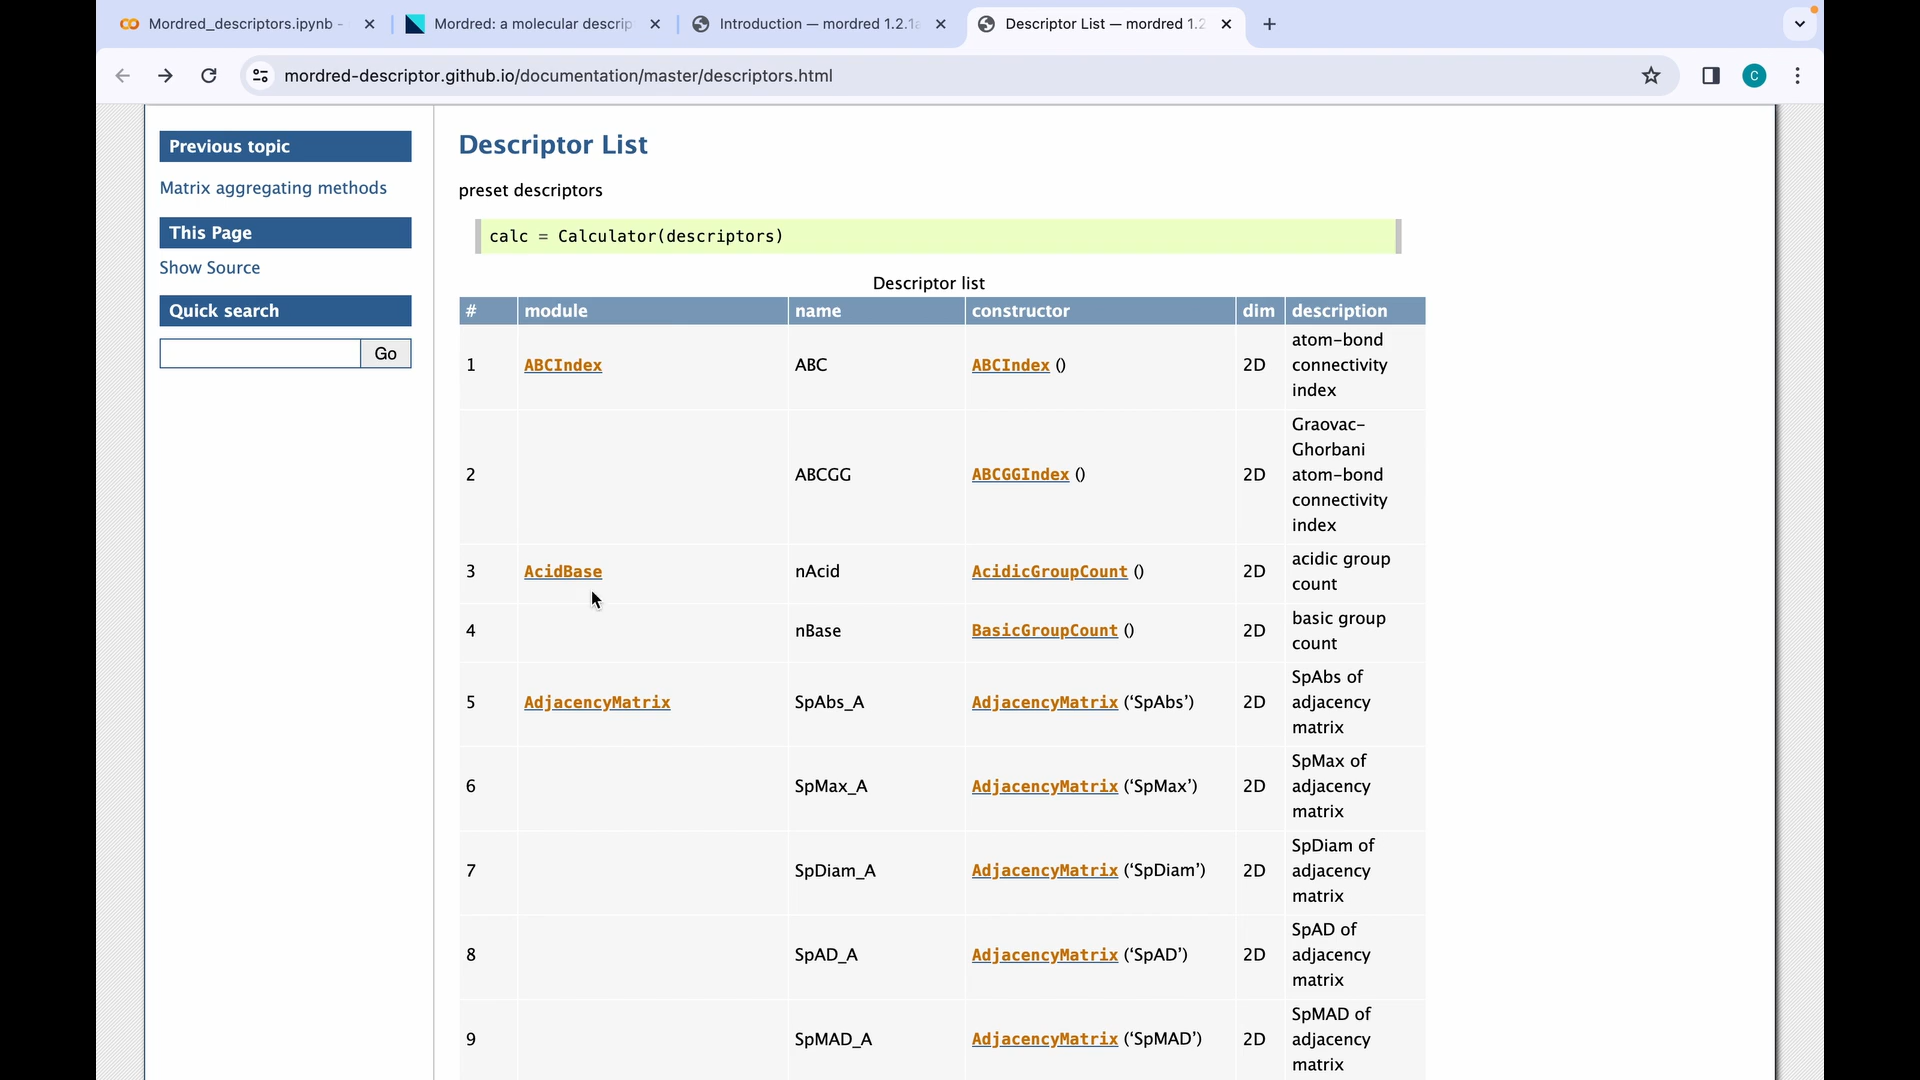 Mordred_descriptors.ipynb -
Mordred: a molecular descrip
Introduction — mordred 1.2.1a
Descriptor List — mordred 1.2
mordred-descriptor.github.io/documentation/master/descriptors.html
C
Previous topic
Matrix aggregating methods
This Page
Show Source
Quick search
Go
Descriptor List
preset descriptors
calc = Calculator(descriptors)
Descriptor list
# module name constructor dim description
1 ABCIndex ABC ABCIndex () 2D atom-bond
connectivity
index
2 ABCGG ABCGGIndex () 2D Graovac-
Ghorbani
atom-bond
connectivity
index
3 AcidBase nAcid AcidicGroupCount () 2D acidic group
count
4 nBase BasicGroupCount () 2D basic group
count
5 AdjacencyMatrix SpAbs_A AdjacencyMatrix (‘SpAbs’) 2D SpAbs of
adjacency
matrix
6 SpMax_A AdjacencyMatrix (‘SpMax’) 2D SpMax of
adjacency
matrix
7 SpDiam_A AdjacencyMatrix (‘SpDiam’) 2D SpDiam of
adjacency
matrix
8 SpAD_A AdjacencyMatrix (‘SpAD’) 2D SpAD of
adjacency
matrix
9 SpMAD_A AdjacencyMatrix (‘SpMAD’) 2D SpMAD of
adjacency
matrix